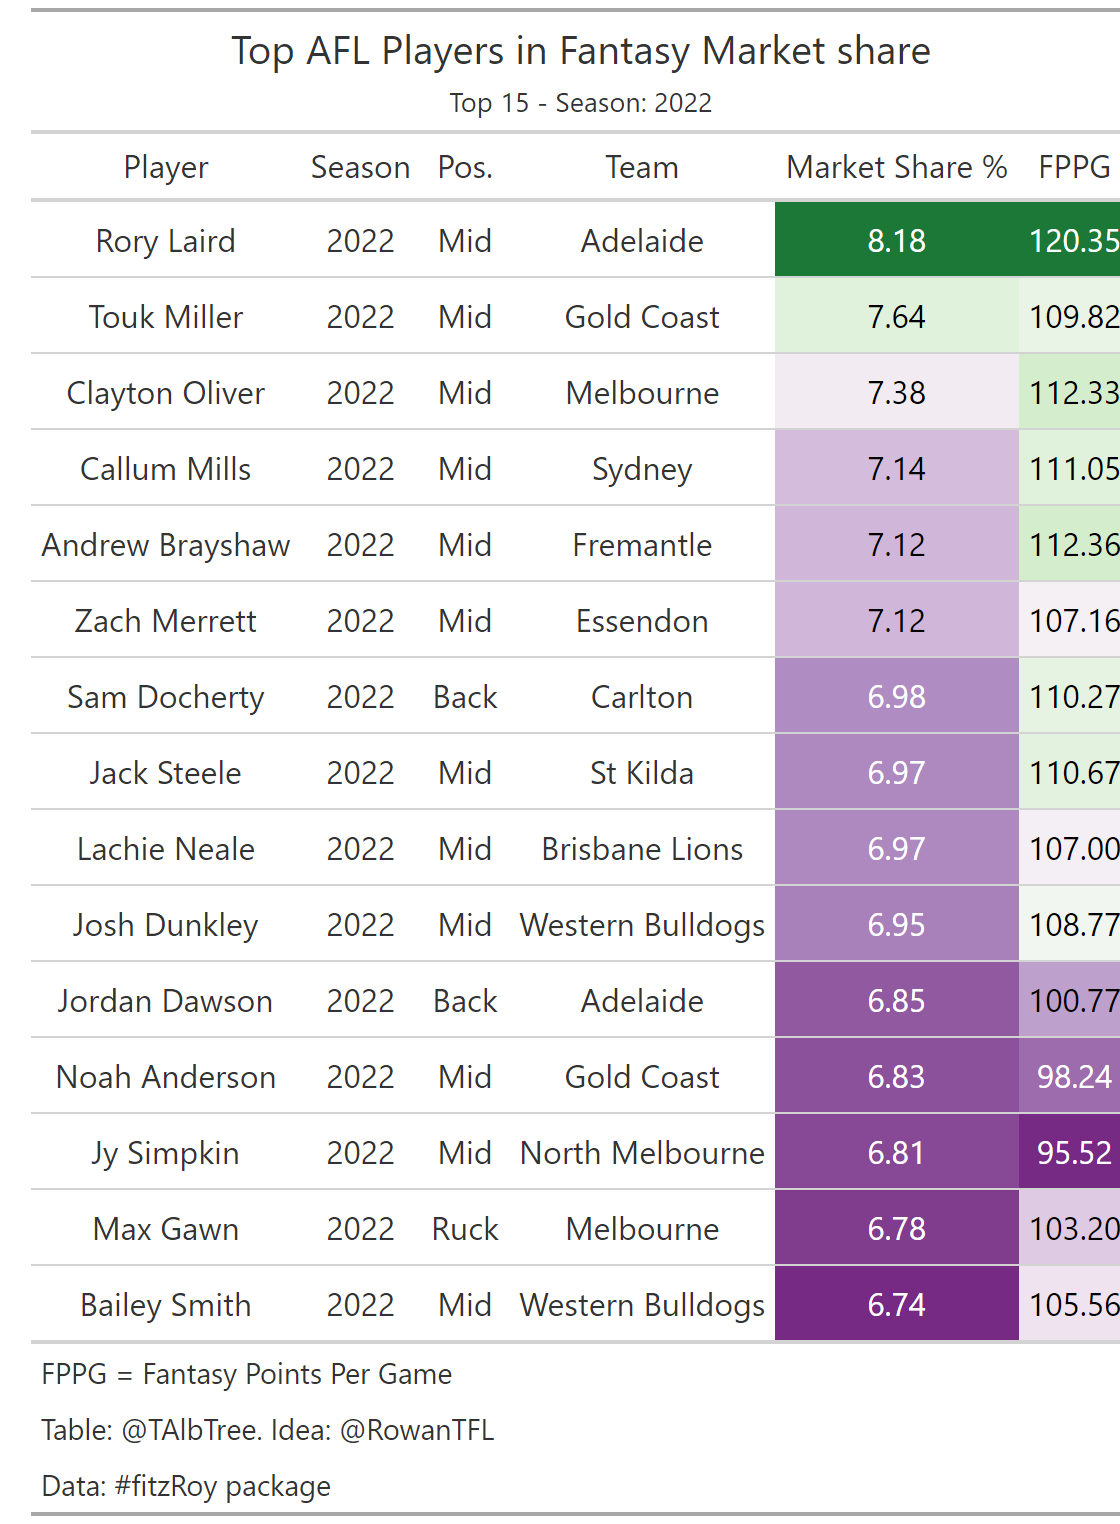 Top AFL Players in Fantasy Market share
Top 15 - Season: 2022
Player Season Pos. Team Market Share % FPPG
Rory Laird 2022 Mid Adelaide 8.18 120.35
Touk Miller 2022 Mid Gold Coast 7.64 109.82
Clayton Oliver 2022 Mid Melbourne 7.38 112.33
Callum Mills 2022 Mid Sydney 7.14 111.05
Andrew Brayshaw 2022 Mid Fremantle 7.12 112.36
Zach Merrett 2022 Mid Essendon 7.12 107.16
Sam Docherty 2022 Back Carlton 6.98 110.27
Jack Steele 2022 Mid St Kilda 6.97 110.67
Lachie Neale 2022 Mid Brisbane Lions 6.97 107.00
Josh Dunkley 2022 Mid Western Bulldogs 6.95 108.77
Jordan Dawson 2022 Back Adelaide 6.85 100.77
Noah Anderson 2022 Mid Gold Coast 6.83 98.24
Jy Simpkin 2022 Mid North Melbourne 6.81 95.52
Max Gawn 2022 Ruck Melbourne 6.78 103.20
Bailey Smith 2022 Mid Western Bulldogs 6.74 105.56
FPPG = Fantasy Points Per Game
Table: @TAlbTree. Idea: @RowanTFL
Data: #fitzRoy package